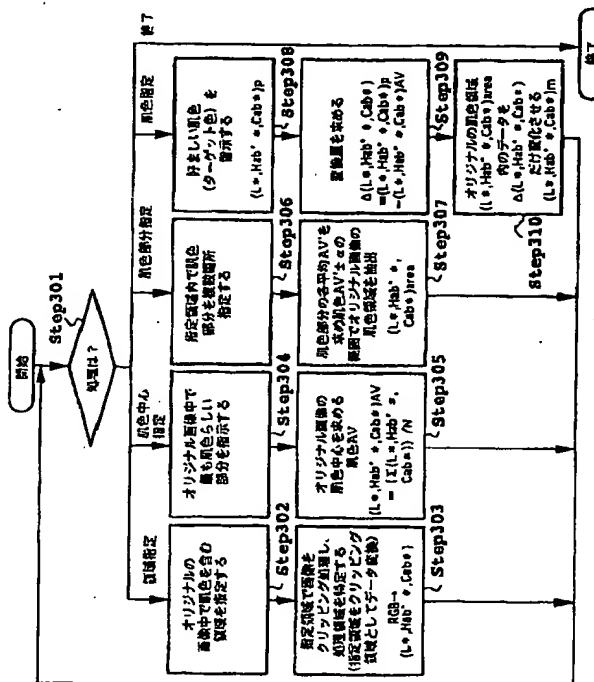 開始
Step301
処理は?
領域指定
オリジナルの
画像中で肌色を含む
領域を指定する
Step302
指定領域で画像を
クリッピング処理し、
処理領域を特定する
(指定領域をクリッピング
領域としてデータ変換)
RGB→
(L*,Hab°*,Cab*)
Step303
肌色中心
指定
オリジナル画像中で
最も肌色らしい
部分を指示する
Step304
オリジナル画像の
肌色中心を求める
肌色AV
(L*,Hab°*,Cab*)AV
= {Σ(L*,Hab°*,
Cab*)} /N
Step305
肌色部分指定
指定領域内で肌色
部分を複数箇所
指定する
Step306
肌色部分の各平均AV'を
求め肌色AV'±αの
範囲でオリジナル画像の
肌色領域を抽出
(L*,Hab°*,
Cab*)area
Step307
肌色指定
好ましい肌色
(ターゲット色)を
指示する
(L*,Hab°*,Cab*)p
Step308
変換量を求める
Δ(L*,Hab°*,Cab*)
=(L*,Hab°*,Cab*)p
-(L*,Hab°*,Cab*)AV
Step309
オリジナルの肌色領域
(L*,Hab°*,Cab*)area
内のデータを
Δ(L*,Hab°*,Cab*)
だけ変化させる
(L*,Hab°*,Cab*)m
Step310
終了
終了